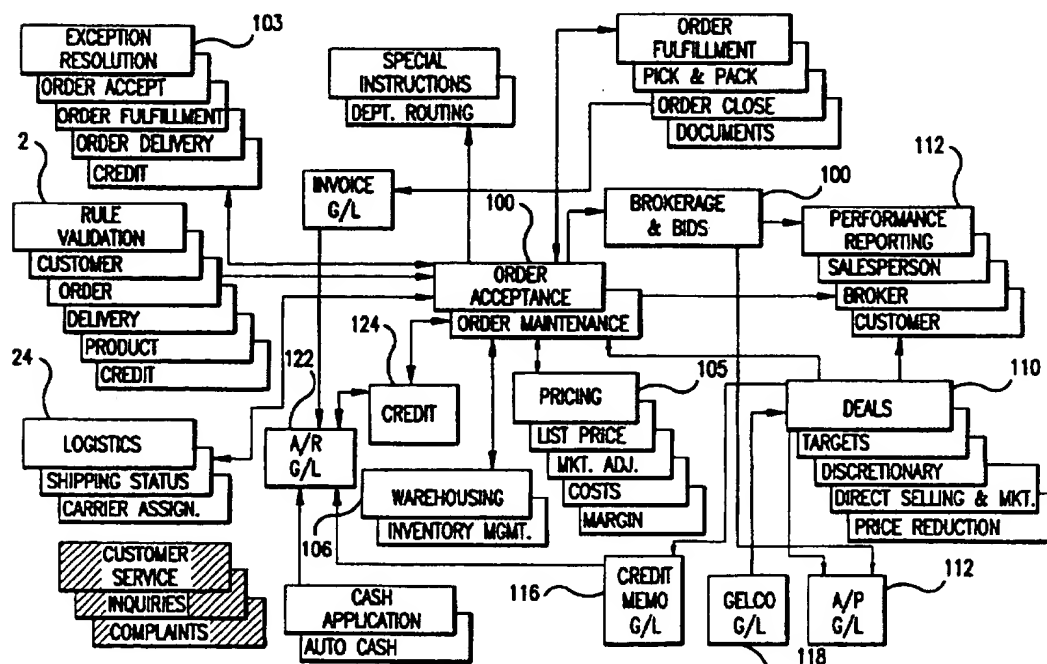 103
EXCEPTION
RESOLUTION
ORDER ACCEPT
ORDER FULFILLMENT
ORDER DELIVERY
CREDIT
SPECIAL
INSTRUCTIONS
DEPT. ROUTING
ORDER
FULFILLMENT
PICK & PACK
ORDER CLOSE
DOCUMENTS
2
RULE
VALIDATION
CUSTOMER
ORDER
DELIVERY
PRODUCT
CREDIT
INVOICE
G/L
100
BROKERAGE
& BIDS
100
112
PERFORMANCE
REPORTING
SALESPERSON
BROKER
CUSTOMER
ORDER
ACCEPTANCE
ORDER MAINTENANCE
24
LOGISTICS
SHIPPING STATUS
CARRIER ASSIGN.
122
A/R
G/L
124
CREDIT
105
PRICING
LIST PRICE
MKT. ADJ.
COSTS
MARGIN
110
DEALS
TARGETS
DISCRETIONARY
DIRECT SELLING & MKT.
PRICE REDUCTION
106
WAREHOUSING
INVENTORY MGMT.
CUSTOMER
SERVICE
INQUIRIES
COMPLAINTS
CASH
APPLICATION
AUTO CASH
116
CREDIT
MEMO
G/L
GELCO
G/L
118
A/P
G/L
112